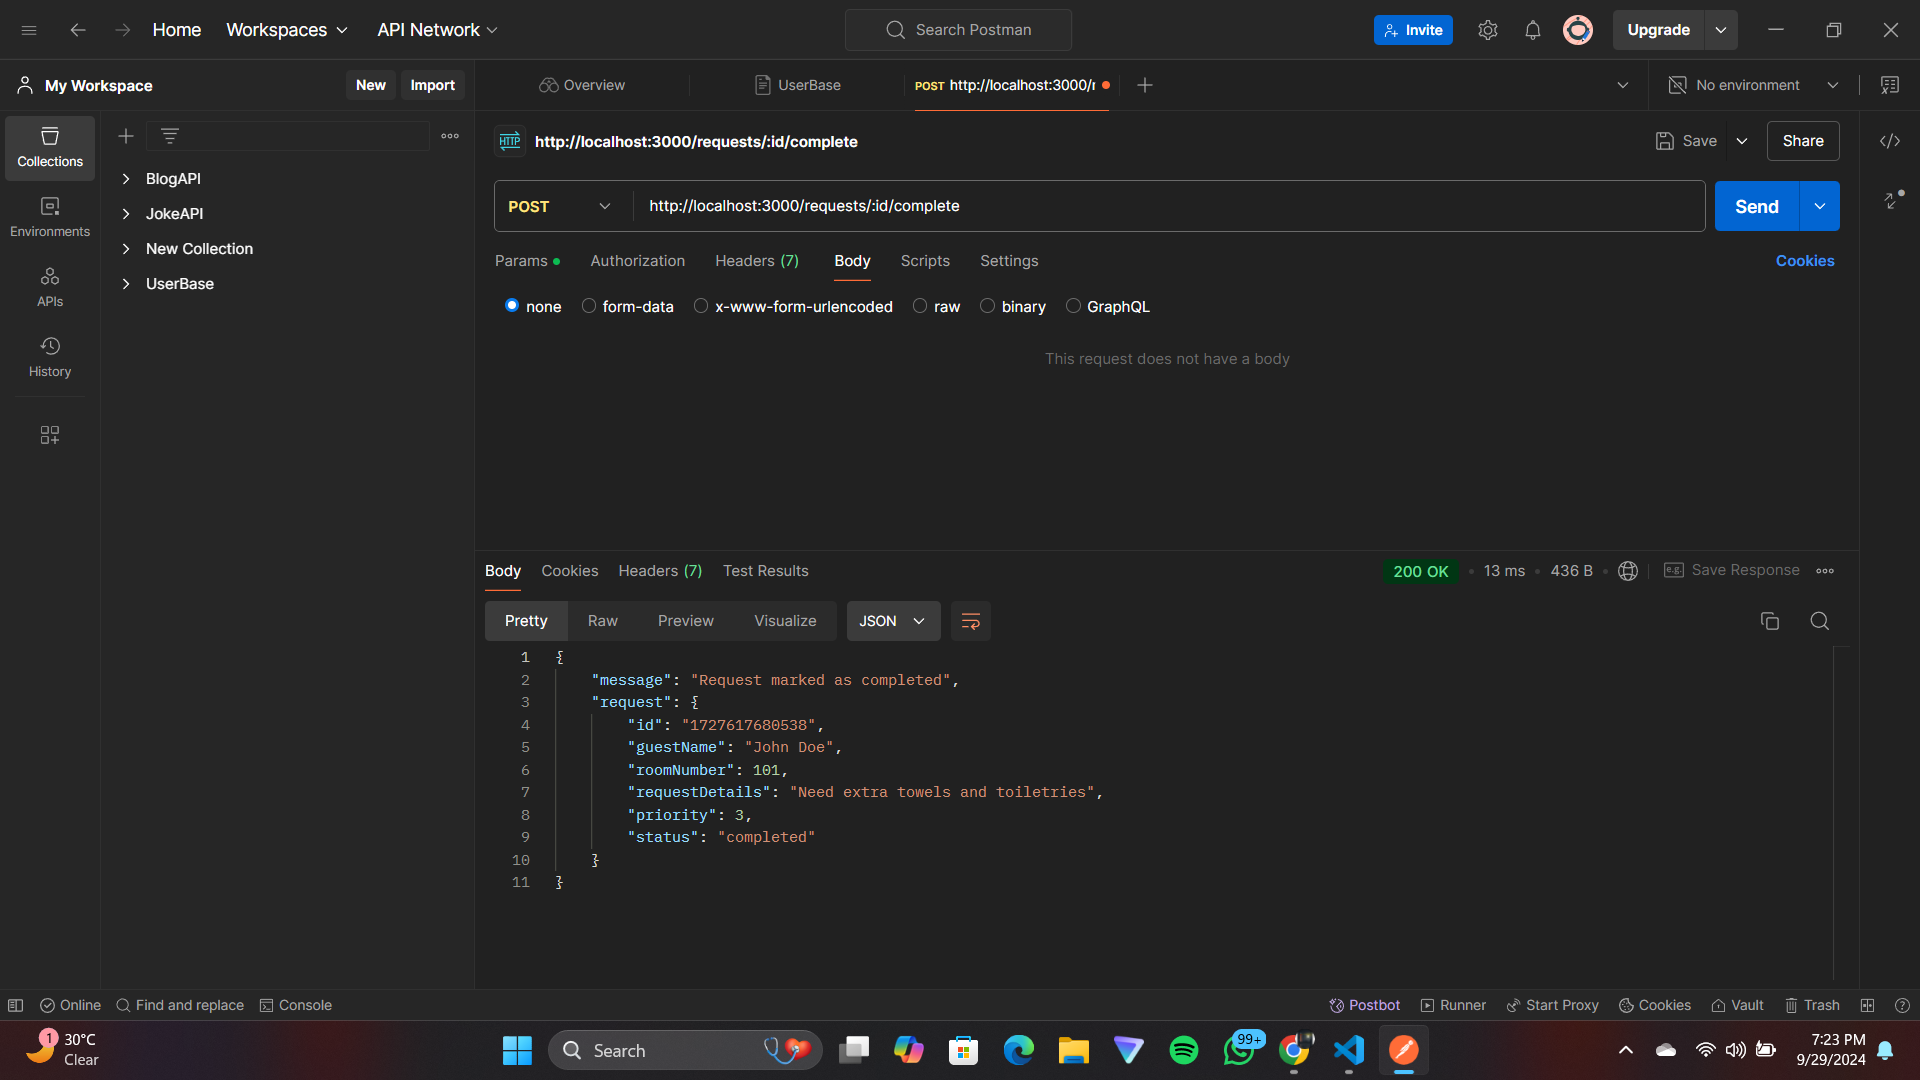 Home Workspaces API Network Search Postman Invite Upgrade
My Workspace New Import Overview UserBase POST http://localhost:3000/r No environment
HTTP http://localhost:3000/requests/:id/complete Save Share
POST http://localhost:3000/requests/:id/complete Send
Params Authorization Headers (7) Body Scripts Settings Cookies
none form-data x-www-form-urlencoded raw binary GraphQL
This request does not have a body
Collections
Environments
APIs
History
BlogAPI
JokeAPI
New Collection
UserBase
Body Cookies Headers (7) Test Results 200 OK 13 ms 436 B e.g. Save Response
Pretty Raw Preview Visualize JSON
1 {
2 "message": "Request marked as completed",
3 "request": {
4 "id": "1727617680538",
5 "guestName": "John Doe",
6 "roomNumber": 101,
7 "requestDetails": "Need extra towels and toiletries",
8 "priority": 3,
9 "status": "completed"
10 }
11 }
Online Find and replace Console Postbot Runner Start Proxy Cookies Vault Trash
1 30°C
Clear
Search
99+
7:23 PM
9/29/2024